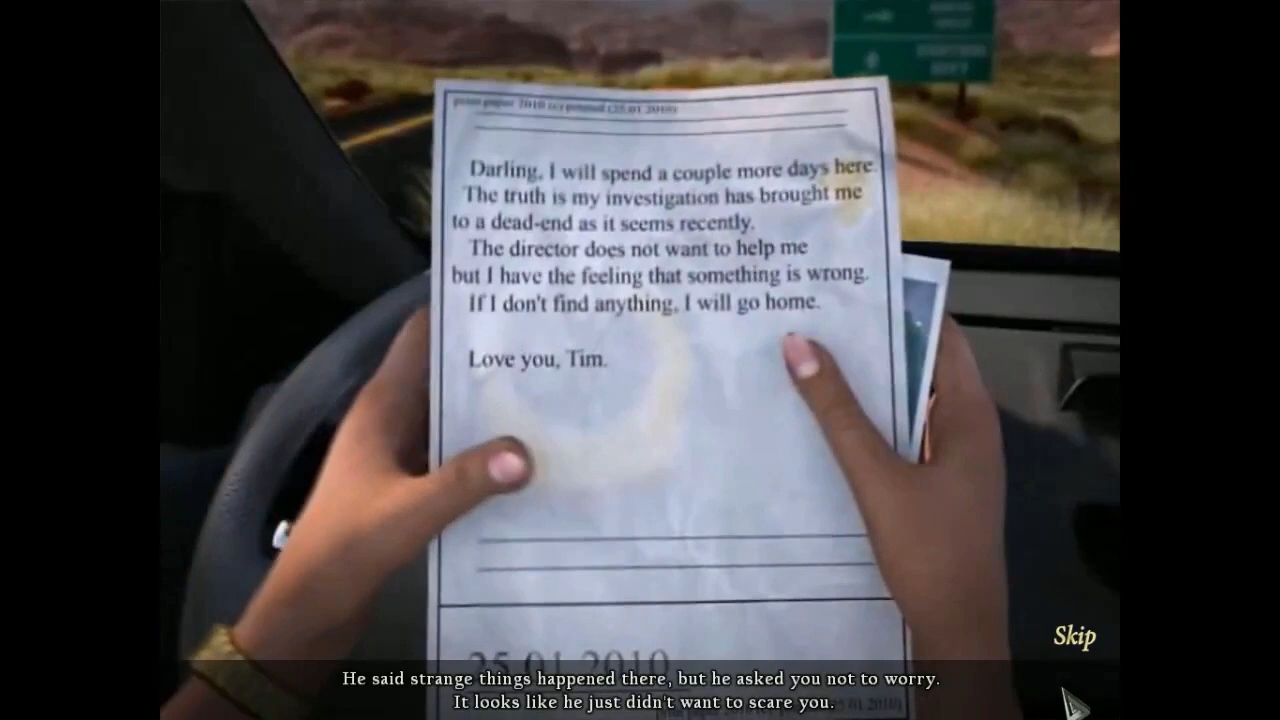 Darling, I will spend a couple more days here.
The truth is my investigation has brought me
to a dead-end as it seems recently.
The director does not want to help me
but I have the feeling that something is wrong.
If I don't find anything, I will go home.
Love you, Tim.
25.01.2010
Skip
He said strange things happened there, but he asked you not to worry.
It looks like he just didn't want to scare you.